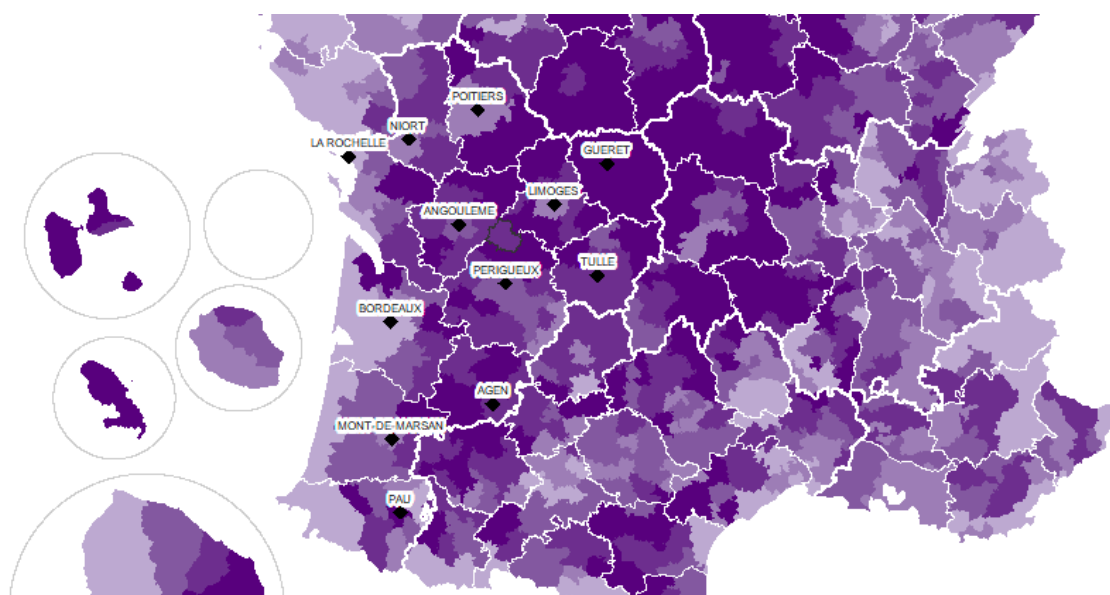 POITIERS
NIORT
LA ROCHELLE
GUERET
LIMOGES
ANGOULEME
TULLE
PERIGUEUX
BORDEAUX
AGEN
MONT-DE-MARSAN
PAU